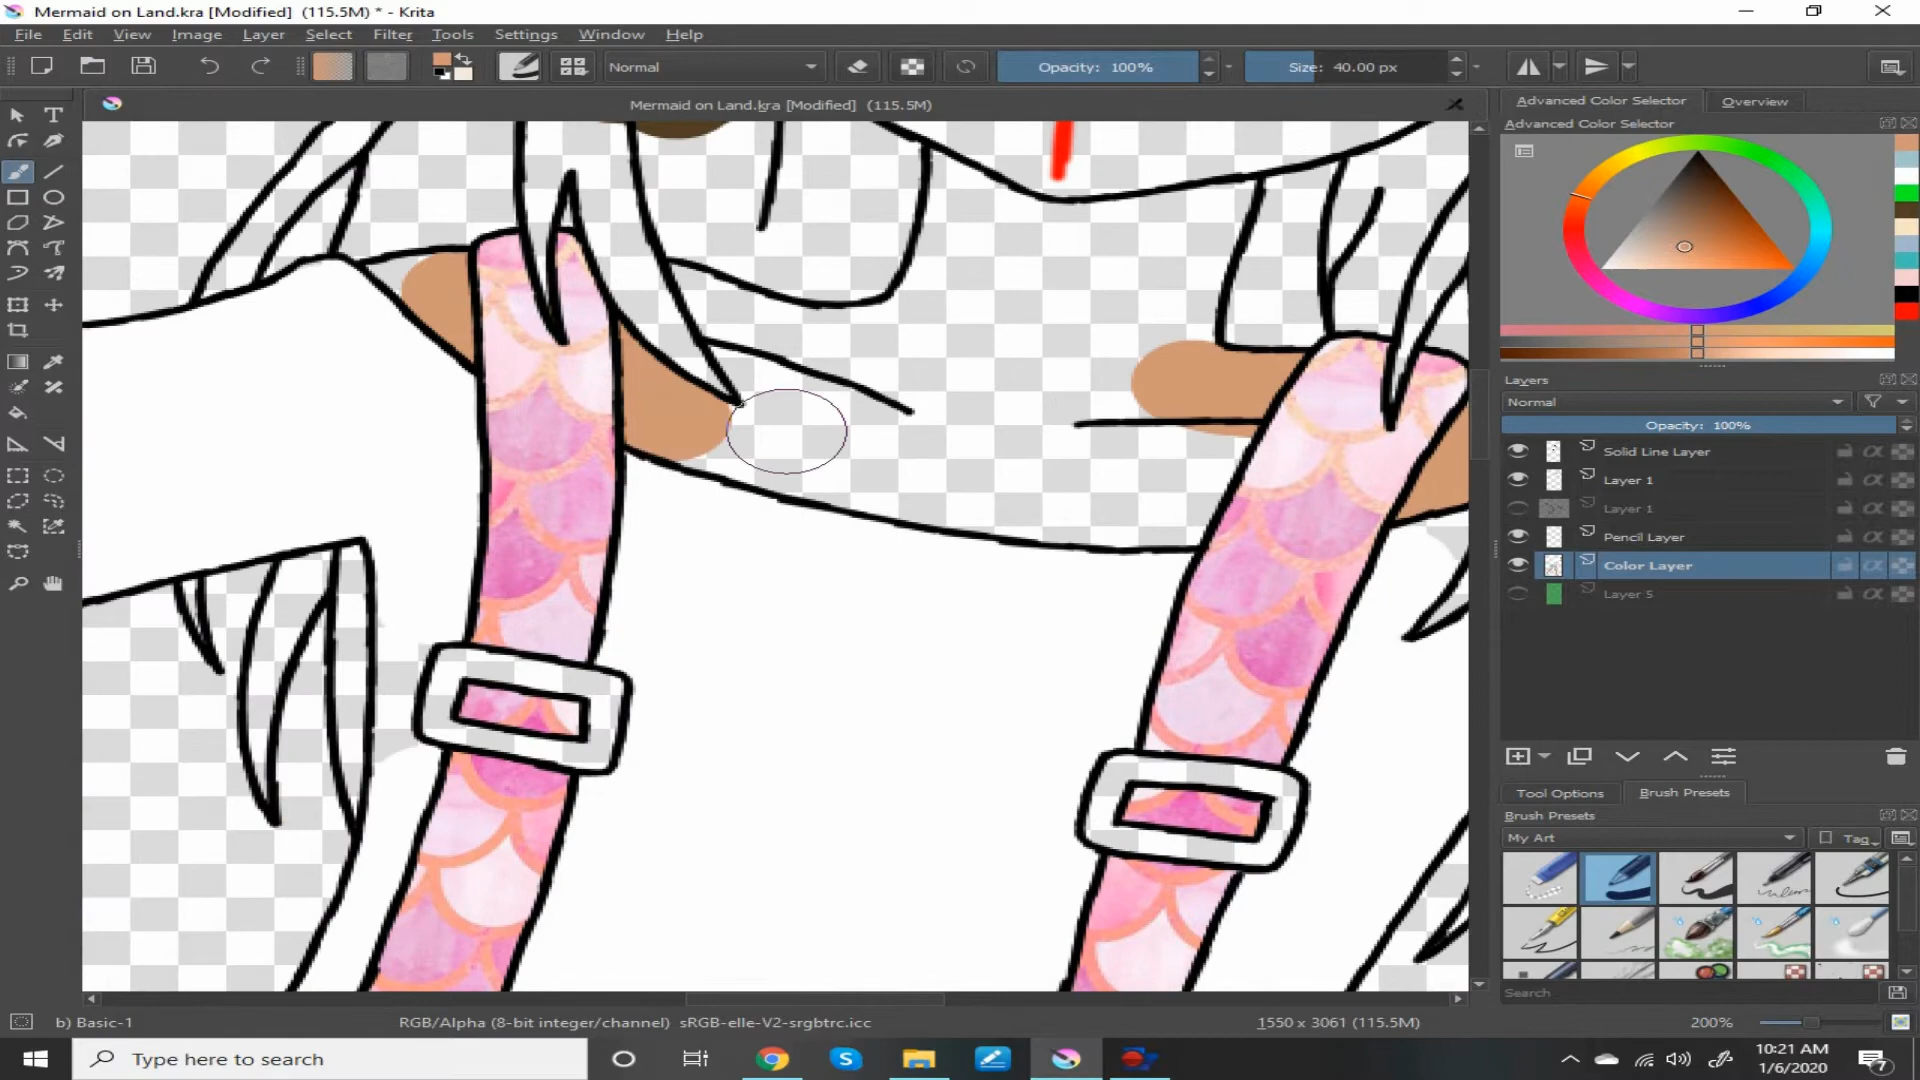 Mermaid on Land.kra [Modified] (115.5M) * - Krita
File Edit View Image Layer Select Filter Tools Settings Window Help
Normal
Opacity: 100%
Size: 40.00 px
Mermaid on Land.kra [Modified] (115.5M)
Advanced Color Selector
Overview
Advanced Color Selector
Layers
Normal
Opacity: 100%
Solid Line Layer
Layer 1
Layer 1
Pencil Layer
Color Layer
Layer 5
Tool Options
Brush Presets
Brush Presets
My Art
Tag
Search
b) Basic-1
RGB/Alpha (8-bit integer/channel) sRGB-elle-V2-srgbtrc.icc
1550 x 3061 (115.5M)
200%
Type here to search
10:21 AM
1/6/2020
7